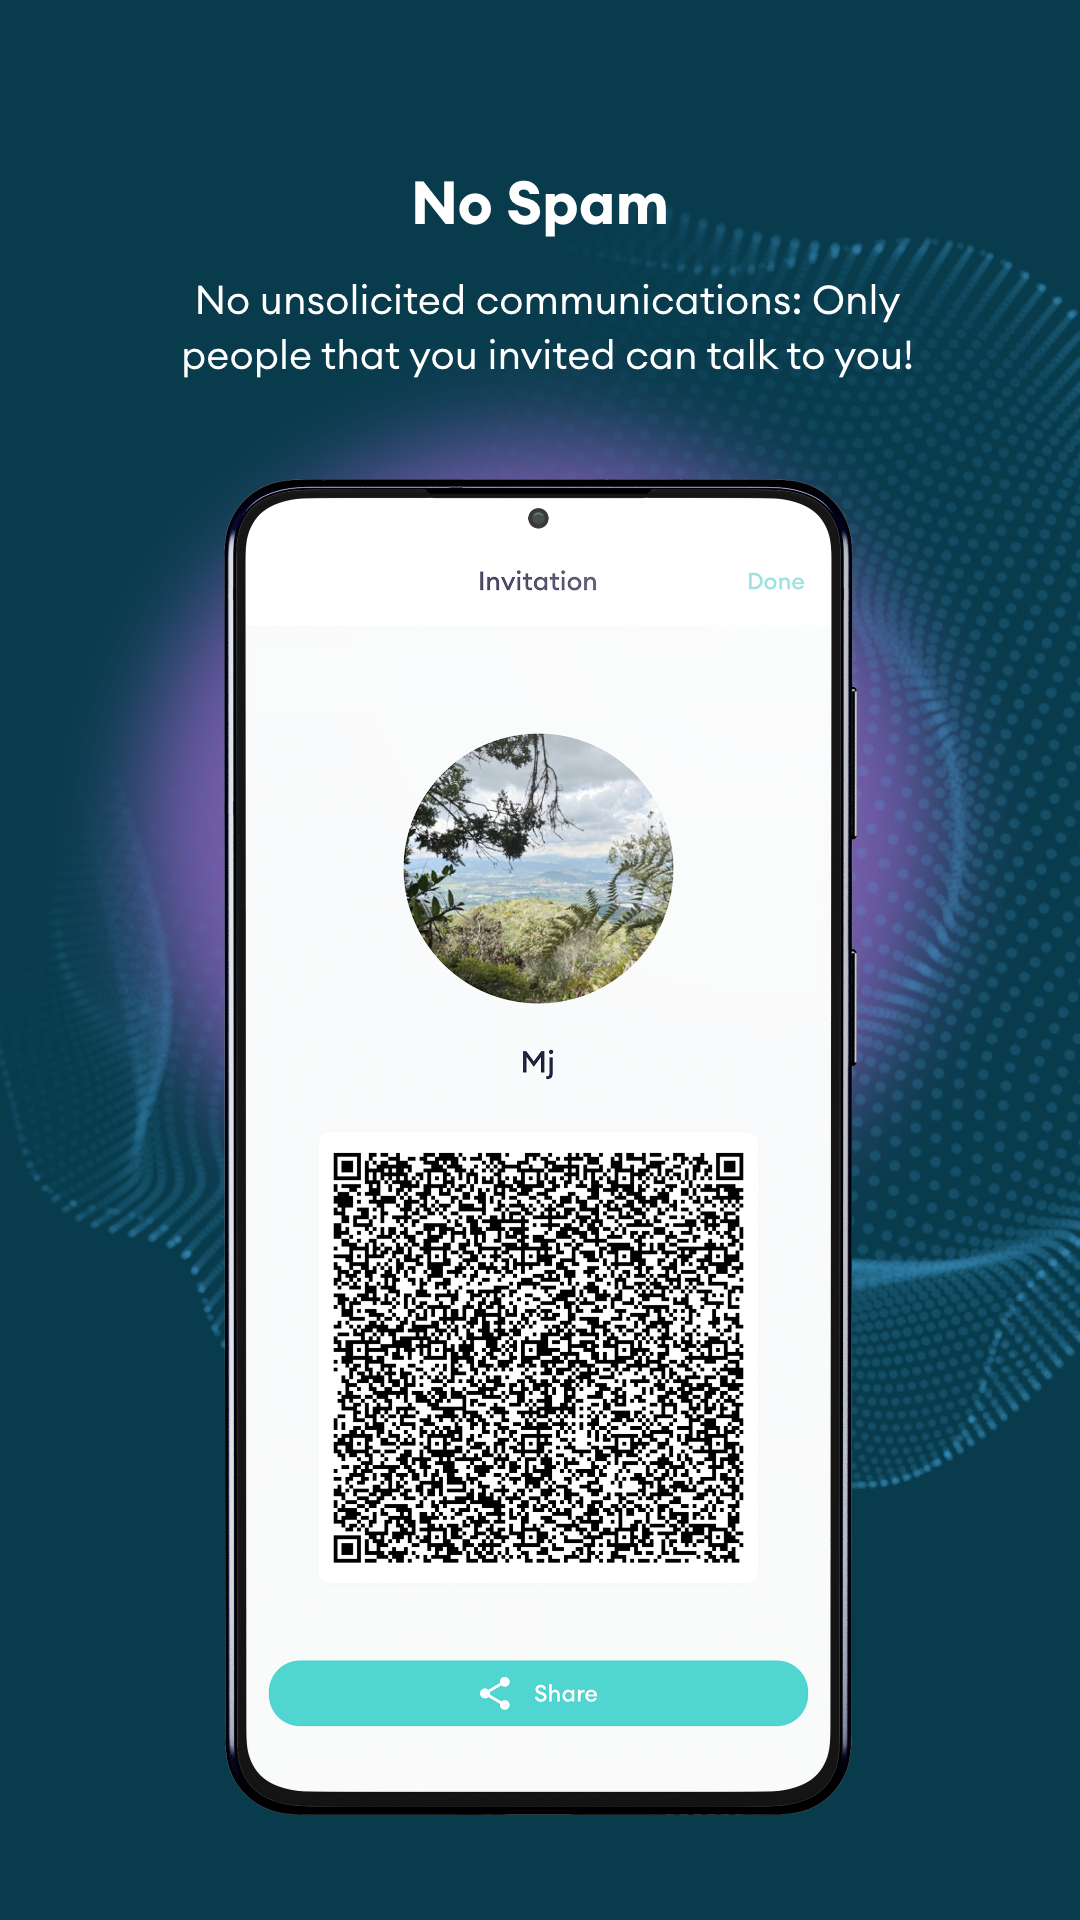 No Spam
No unsolicited communications: Only
people that you invited can talk to you!
Invitation
Done
Mj
Share